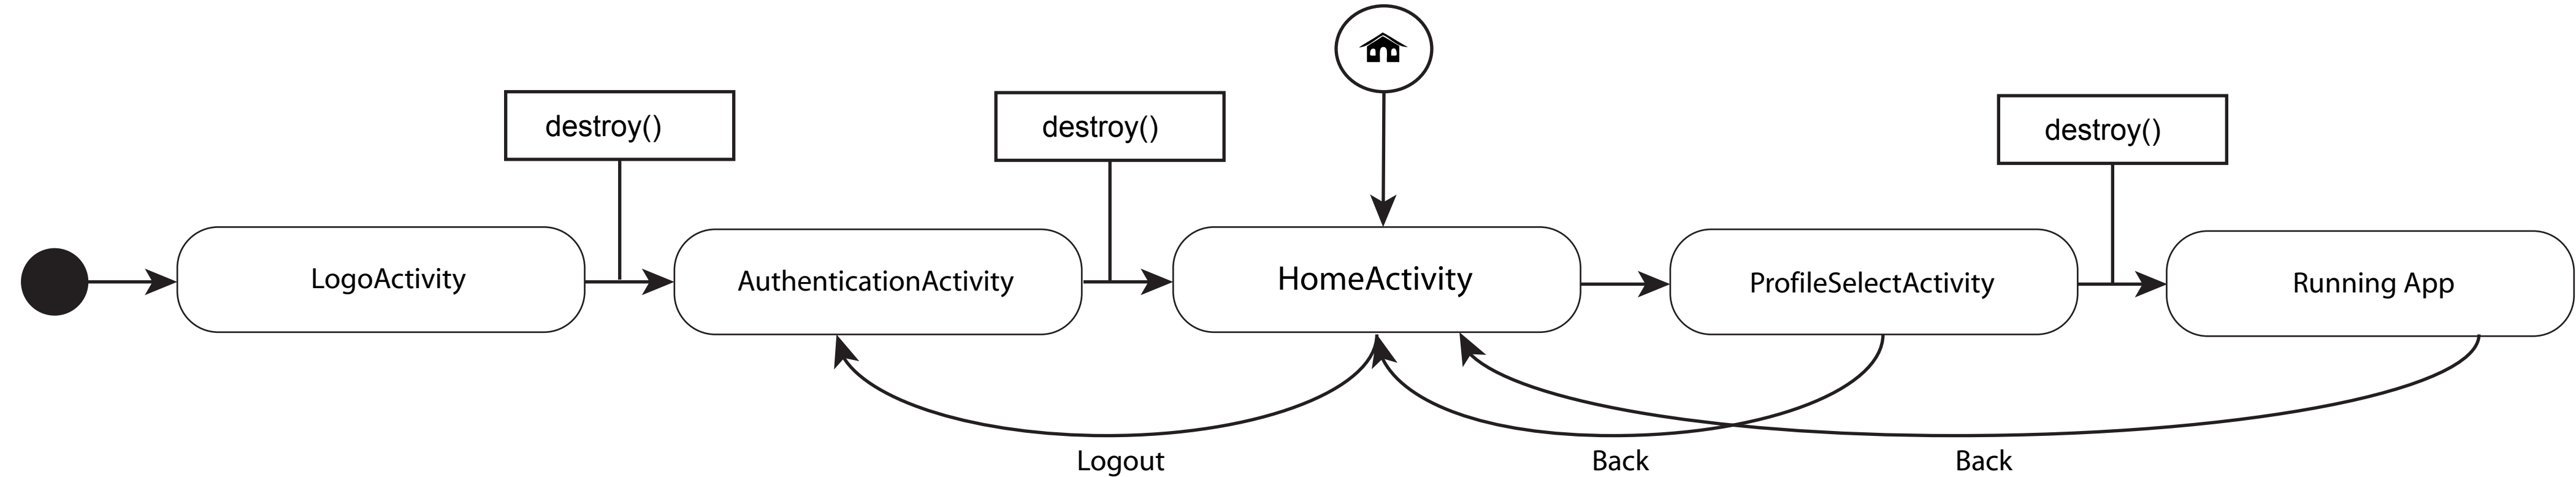 destroy()
destroy()
destroy()
LogoActivity
AuthenticationActivity
HomeActivity
ProfileSelectActivity
Running App
Logout
Back
Back